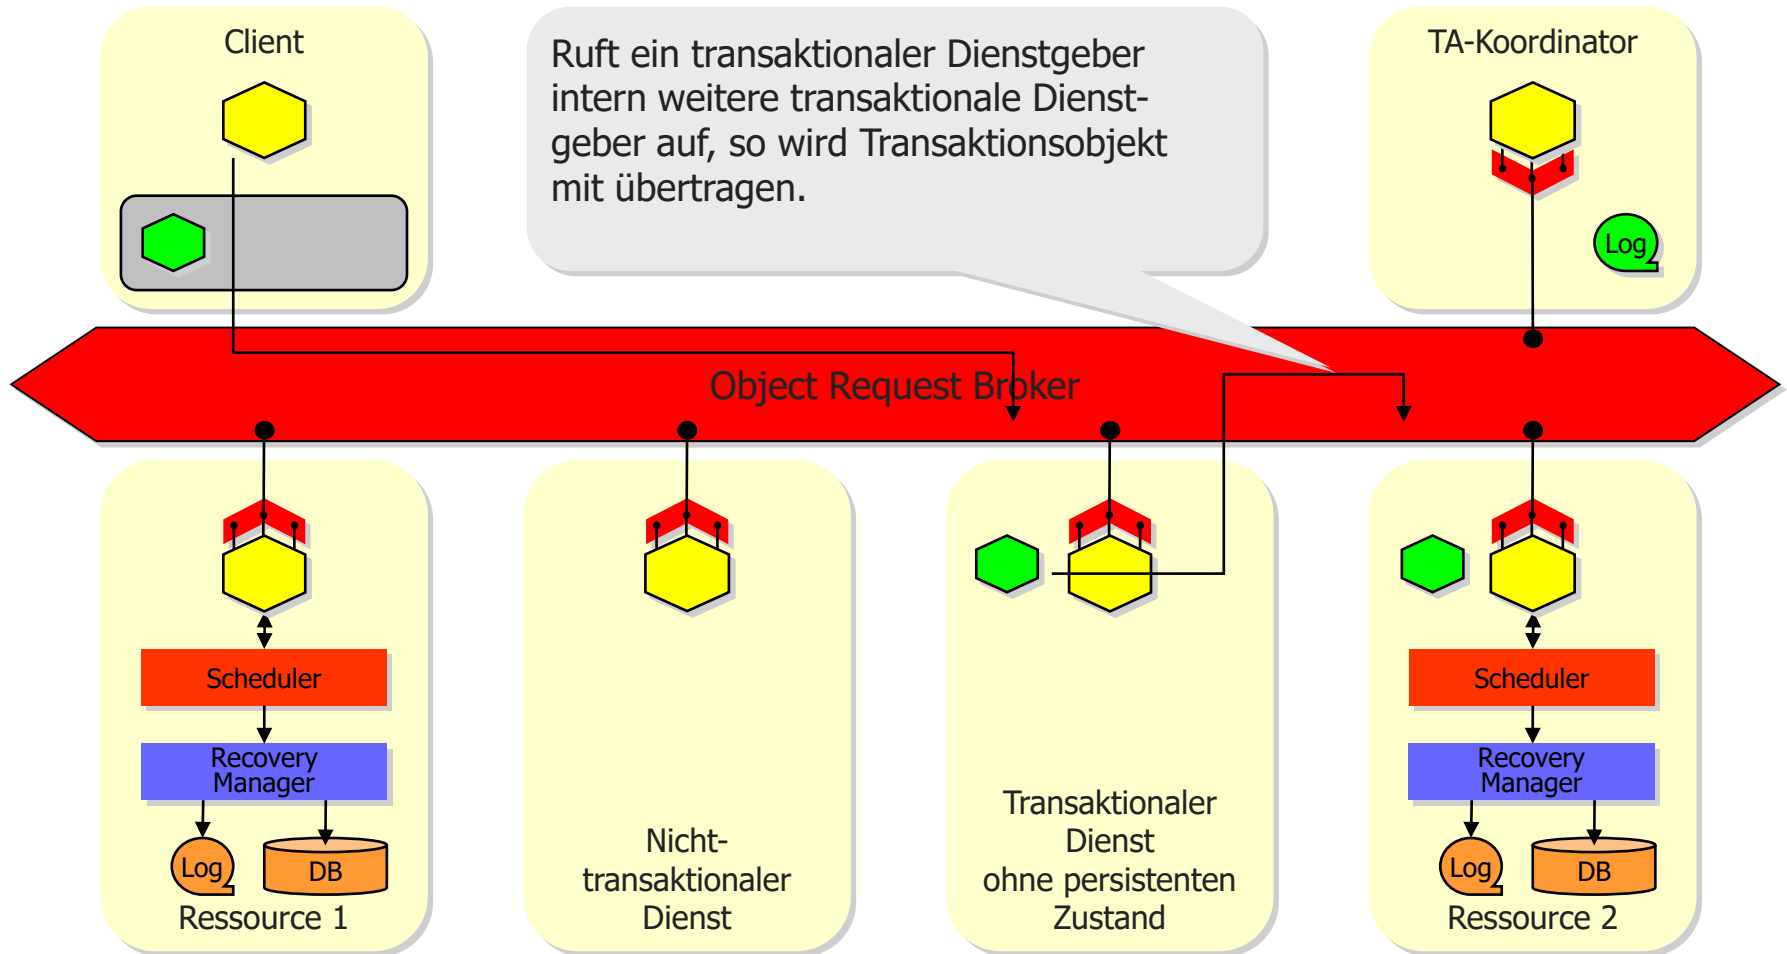 Client
Ruft ein transaktionaler Dienstgeber
intern weitere transaktionale Dienst-
geber auf, so wird Transaktionsobjekt
mit übertragen.
TA-Koordinator
Log
Object Request Broker
Scheduler
Recovery
Manager
Log
DB
Ressource 1
Nicht-
transaktionaler
Dienst
Transaktionaler
Dienst
ohne persistenten
Zustand
Scheduler
Recovery
Manager
Log
DB
Ressource 2